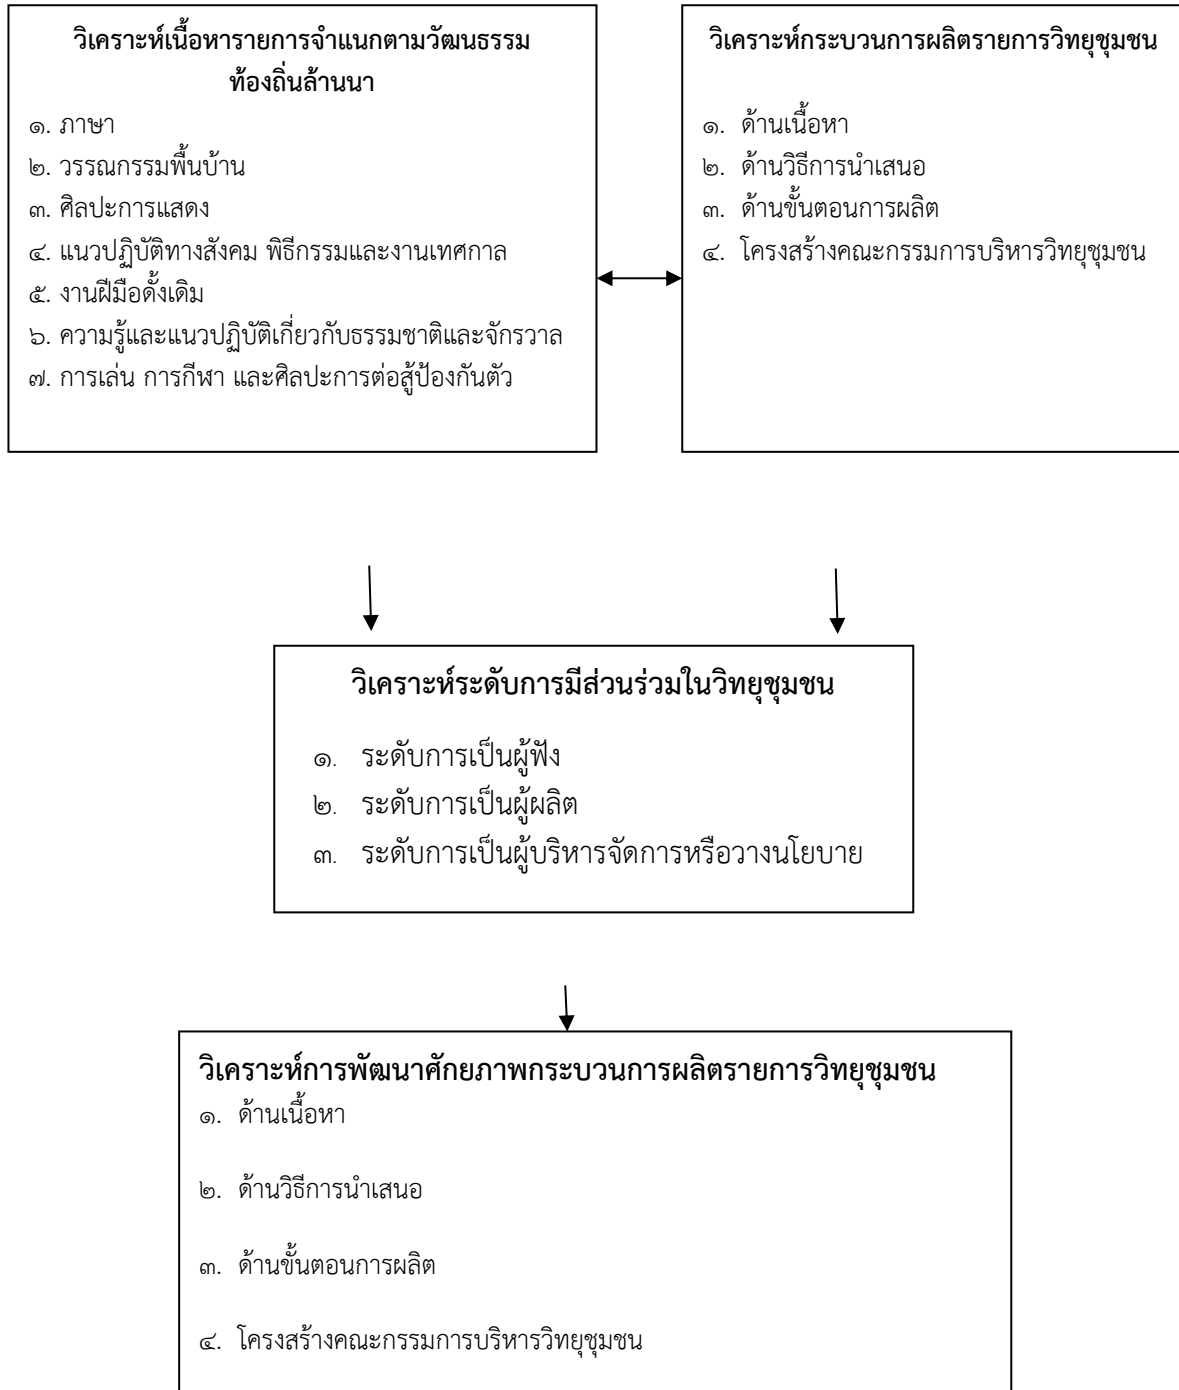 วิเคราะห์เนื้อหารายการจำแนกตามวัฒนธรรม
ท้องถิ่นล้านนา
๑. ภาษา
๒. วรรณกรรมพื้นบ้าน
๓. ศิลปะการแสดง
๔. แนวปฏิบัติทางสังคม พิธีกรรมและงานเทศกาล
๕. งานฝีมือดั้งเดิม
๖. ความรู้และแนวปฏิบัติเกี่ยวกับธรรมชาติและจักรวาล
๗. การเล่น การกีฬา และศิลปะการต่อสู้ป้องกันตัว
วิเคราะห์กระบวนการผลิตรายการวิทยุชุมชน
๑. ด้านเนื้อหา
๒. ด้านวิธีการนำเสนอ
๓. ด้านขั้นตอนการผลิต
๔. โครงสร้างคณะกรรมการบริหารวิทยุชุมชน
วิเคราะห์ระดับการมีส่วนร่วมในวิทยุชุมชน
๑. ระดับการเป็นผู้ฟัง
๒. ระดับการเป็นผู้ผลิต
๓. ระดับการเป็นผู้บริหารจัดการหรือวางนโยบาย
วิเคราะห์การพัฒนาศักยภาพกระบวนการผลิตรายการวิทยุชุมชน
๑. ด้านเนื้อหา
๒. ด้านวิธีการนำเสนอ
๓. ด้านขั้นตอนการผลิต
๔. โครงสร้างคณะกรรมการบริหารวิทยุชุมชน